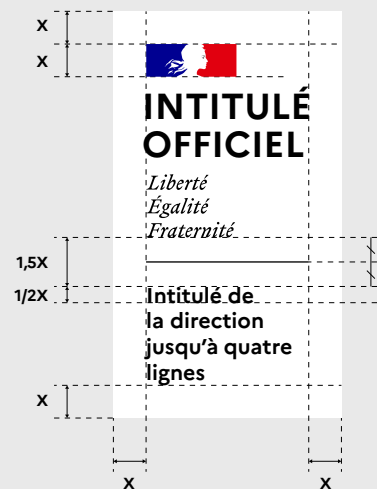 X
X
INTITULÉ
OFFICIEL
Liberté
Égalité
Fraternité
1,5X
1/2X
Intitulé de
la direction
jusqu'à quatre
lignes
X
X
X